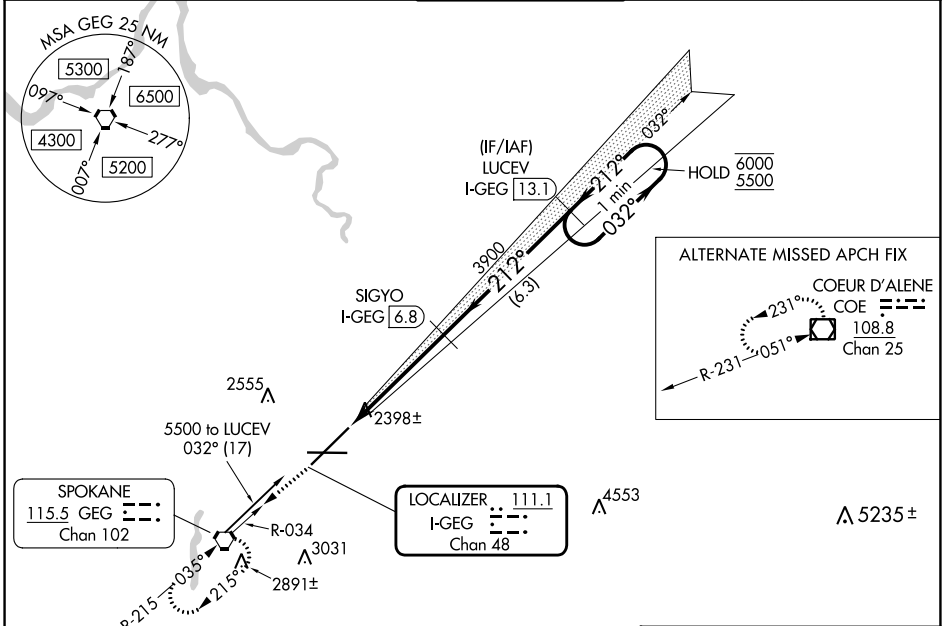 MSA GEG 25 NM
5300
187°
097°
6500
4300
277°
5200
007°
(IF/IAF)
LUCEV
I-GEG 13.1
212°
032°
1 min
032°
HOLD 6000
5500
3900
212°
(6.3)
SIGYO
I-GEG 6.8
ALTERNATE MISSED APCH FIX
COEUR D'ALENE
COE
108.8
Chan 25
231°
051°
R-231
2555
2398±
5500 to LUCEV
032° (17)
SPOKANE
115.5 GEG
Chan 102
R-034
LOCALIZER 111.1
I-GEG
Chan 48
4553
5235±
3031
2891±
035°
215°
R-215